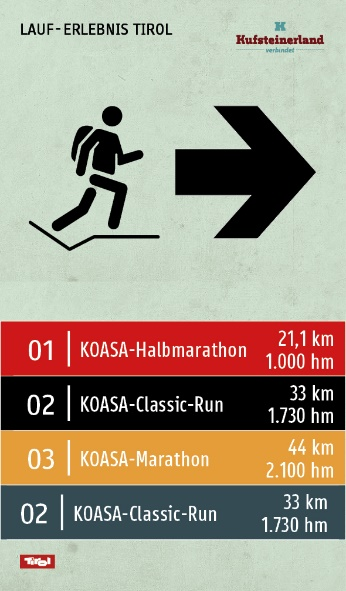 LAUF-ERLEBNIS TIROL
Kufsteinerland
verbindet
01 KOASA-Halbmarathon 21,1 km
1.000 hm
02 KOASA-Classic-Run 33 km
1.730 hm
03 KOASA-Marathon 44 km
2.100 hm
02 KOASA-Classic-Run 33 km
1.730 hm
Tirol